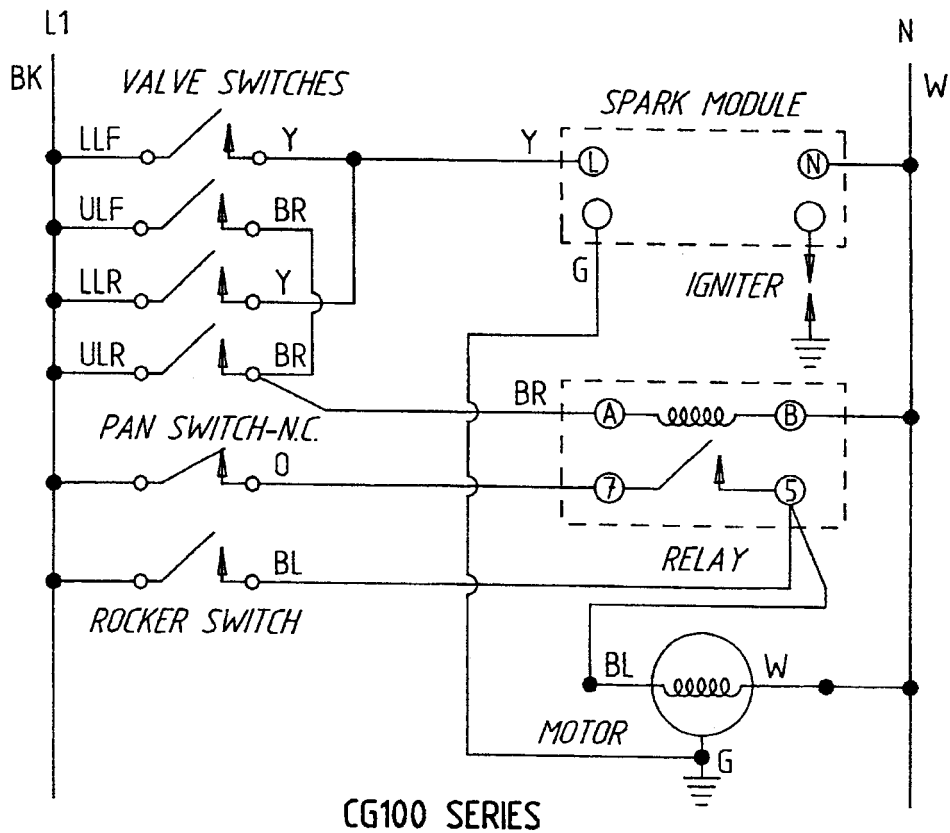 L1
N
BK
W
VALVE SWITCHES
SPARK MODULE
LLF
Y
Y
L
N
ULF
BR
G
IGNITER
LLR
Y
ULR
BR
BR
A
B
PAN SWITCH-N.C.
O
7
5
RELAY
BL
ROCKER SWITCH
BL
W
MOTOR
G
CG100 SERIES